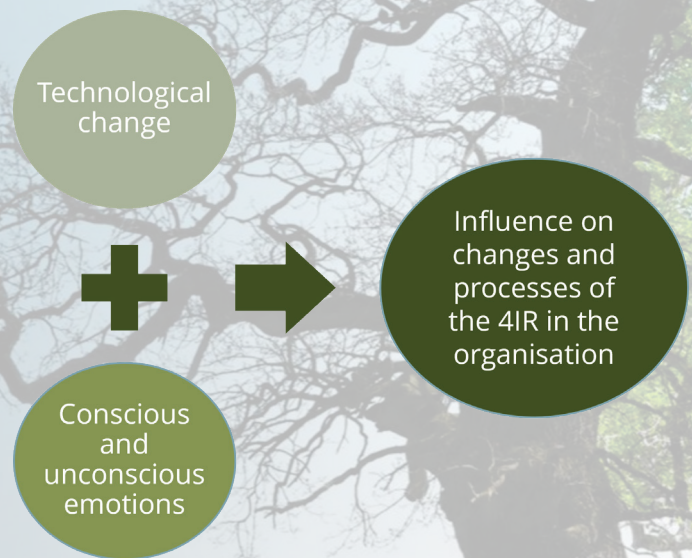 Technological
change
Conscious
and
unconscious
emotions
Influence on
changes and
processes of
the 4IR in the
organisation